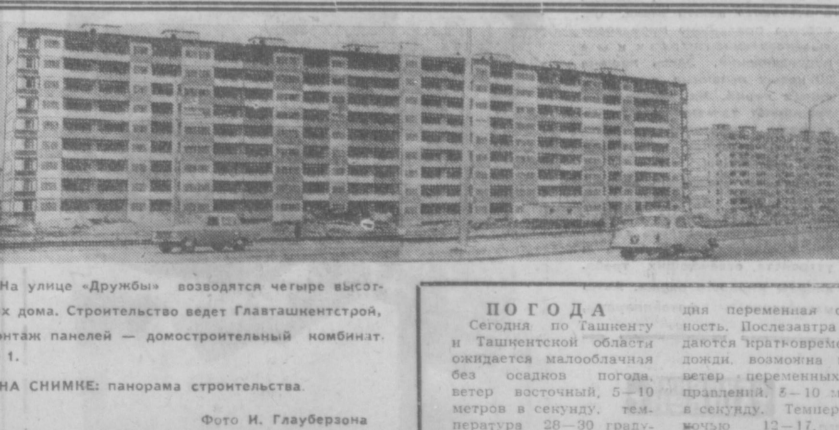 На улице «Дружбы» возводятся четыре высот-
х дома. Строительство ведет Главташкентстрой,
онтаж панелей — домостроительный комбинат
1.
НА СНИМКЕ: панорама строительства.
Фото И. Глауберзона
ПОГОДА
Сегодня по Ташкенту
и Ташкентской области
ожидается малооблачная
без осадков погода,
ветер восточный, 5—10
метров в секунду, тем-
пература 28—30 граду-
дня переменная
ность. Послезавтра
даются кратковреме
дожди, возможна
ветер переменных
правлений, 5—10 м
в секунду. Темпер
ночью 12—17,